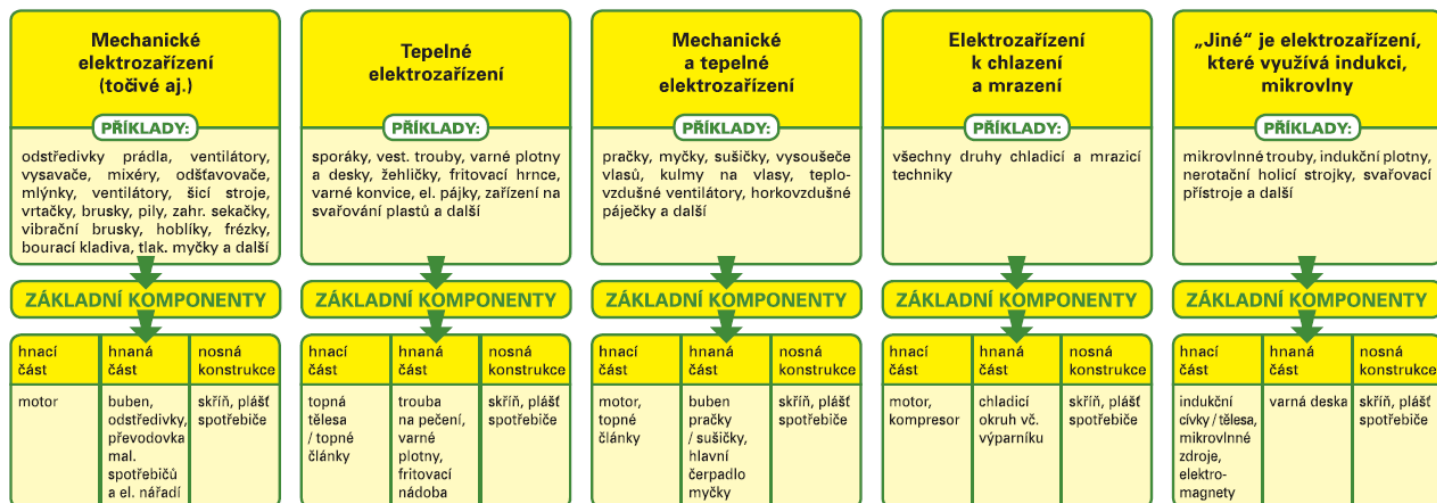 Mechanické
elektrozařízení
(točivé aj.)
PŘÍKLADY:
odstředivky prádla, ventilátory,
vysavače, mixéry, odšťavovače,
mlýnky, ventilátory, šicí stroje,
vrtačky, brusky, pily, zahr. sekačky,
vibrační brusky, hoblíky, frézky,
bourací kladiva, tlak. myčky a další
ZÁKLADNÍ KOMPONENTY
hnací
část
hnaná
část
nosná
konstrukce
motor
buben,
odstředivky,
převodovka
mal.
spotřebičů
a el. nářadí
skříň, plášť
spotřebiče
Tepelné
elektrozařízení
PŘÍKLADY:
sporáky, vest. trouby, varné plotny
a desky, žehličky, fritovací hrnce,
varné konvice, el. pájky, zařízení na
svařování plastů a další
ZÁKLADNÍ KOMPONENTY
hnací
část
hnaná
část
nosná
konstrukce
topná
tělesa
/ topné
články
trouba
na pečení,
varné
plotny,
fritovací
nádoba
skříň, plášť
spotřebiče
Mechanické
a tepelné
elektrozařízení
PŘÍKLADY:
pračky, myčky, sušičky, vysoušeče
vlasů, kulmy na vlasy, teplo-
vzdušné ventilátory, horkovzdušné
páječky a další
ZÁKLADNÍ KOMPONENTY
hnací
část
hnaná
část
nosná
konstrukce
motor,
topné
články
buben
pračky
/ sušičky,
hlavní
čerpadlo
myčky
skříň, plášť
spotřebiče
Elektrozařízení
k chlazení
a mrazení
PŘÍKLADY:
všechny druhy chladicí a mrazicí
techniky
ZÁKLADNÍ KOMPONENTY
hnací
část
hnaná
část
nosná
konstrukce
motor,
kompresor
chladicí
okruh vč.
výparníku
skříň, plášť
spotřebiče
„Jiné“ je elektrozařízení,
které využívá indukci,
mikrovlny
PŘÍKLADY:
mikrovlnné trouby, indukční plotny,
nerotační holicí strojky, svařovací
přístroje a další
ZÁKLADNÍ KOMPONENTY
hnací
část
hnaná
část
nosná
konstrukce
indukční
cívky / tělesa,
mikrovlnné
zdroje,
elektro-
magnety
varná deska
skříň, plášť
spotřebiče